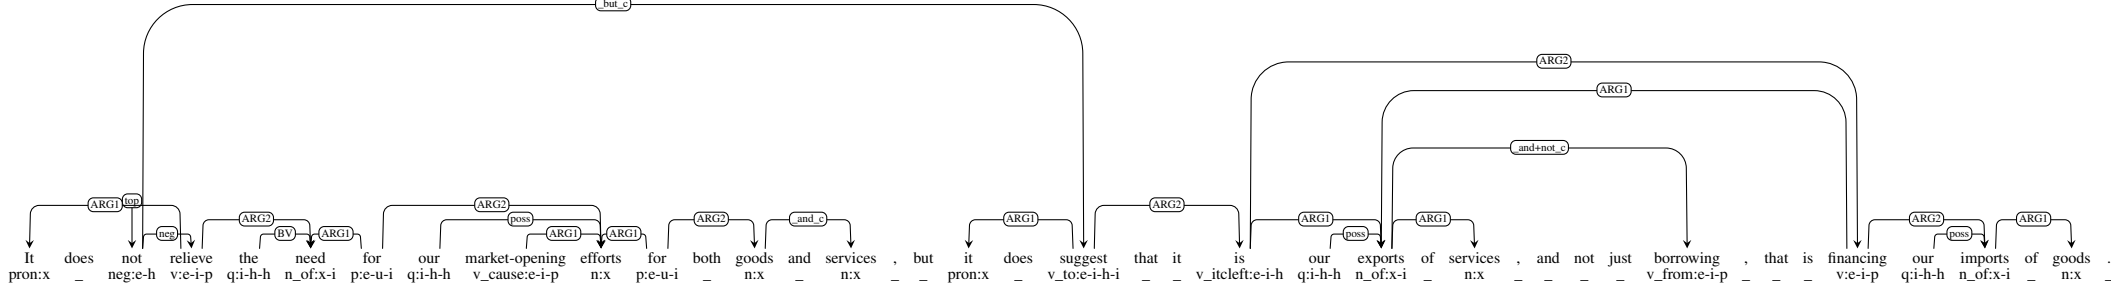 _but_c
ARG2
ARG1
_and+not_c
ARG1 top ARG2 ARG2 ARG2
poss ARG2 _and_c ARG1 ARG1 ARG1 ARG2 ARG1
neg BV ARG1 ARG1 ARG1 poss poss
It does not relieve the need for our market-opening efforts for both goods and services , but it does suggest that it is our exports of services , and not just borrowing , that is financing our imports of goods .
pron:x _ neg:e-h v:e-i-p q:i-h-h n_of:x-i p:e-u-i q:i-h-h v_cause:e-i-p n:x p:e-u-i _ n:x _ n:x _ _ pron:x _ v_to:e-i-h-i _ _ v_itcleft:e-i-h q:i-h-h n_of:x-i _ n:x _ _ _ _ v_from:e-i-p _ _ _ v:e-i-p q:i-h-h n_of:x-i _ n:x _